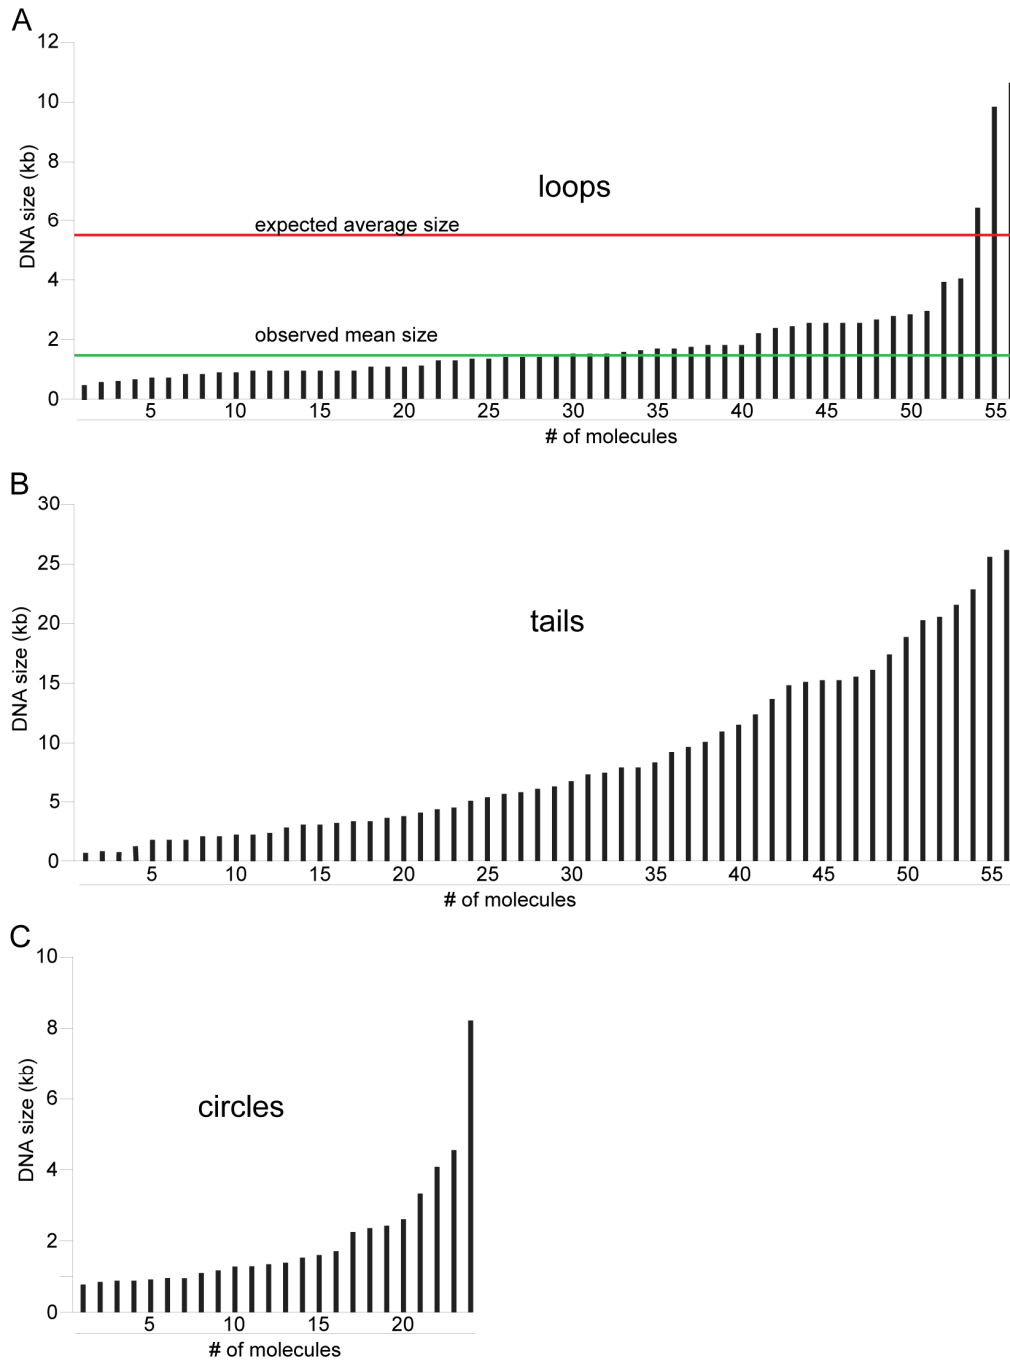 A
12
10
8
6
4
2
0
DNA size (kb)
loops
expected average size
observed mean size
5 10 15 20 25 30 35 40 45 50 55
# of molecules
B
30
25
20
15
10
5
0
DNA size (kb)
tails
5 10 15 20 25 30 35 40 45 50 55
# of molecules
C
10
8
6
4
2
0
DNA size (kb)
circles
5 10 15 20
# of molecules